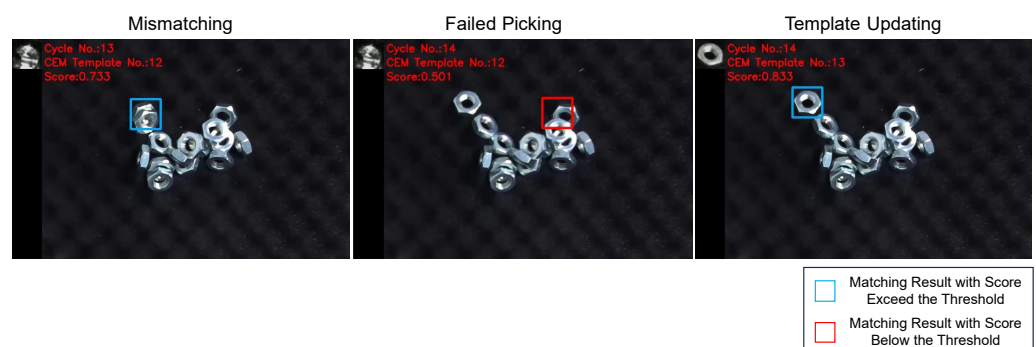 Mismatching
Failed Picking
Template Updating
Cycle No.:13
CEM Template No.:12
Score:0.733
Cycle No.:14
CEM Template No.:12
Score:0.501
Cycle No.:14
CEM Template No.:13
Score:0.833
Matching Result with Score
Exceed the Threshold
Matching Result with Score
Below the Threshold